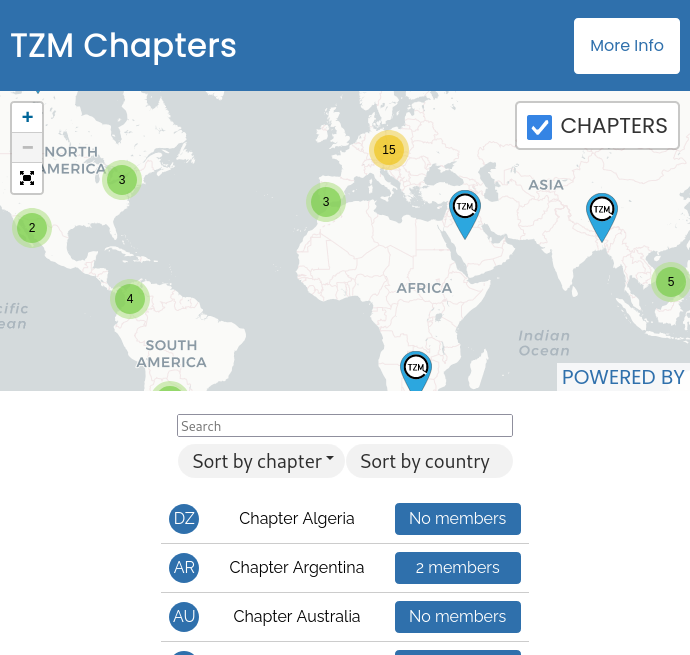 TZM Chapters
More Info
+
−
CHAPTERS
NORTH
AMERICA
3
15
3
ASIA
TZM
TZM
2
5
4
AFRICA
cific
ean
Indian
Ocean
SOUTH
AMERICA
TZM
POWERED BY
Search
Sort by chapter
Sort by country
DZ
Chapter Algeria
No members
AR
Chapter Argentina
2 members
AU
Chapter Australia
No members